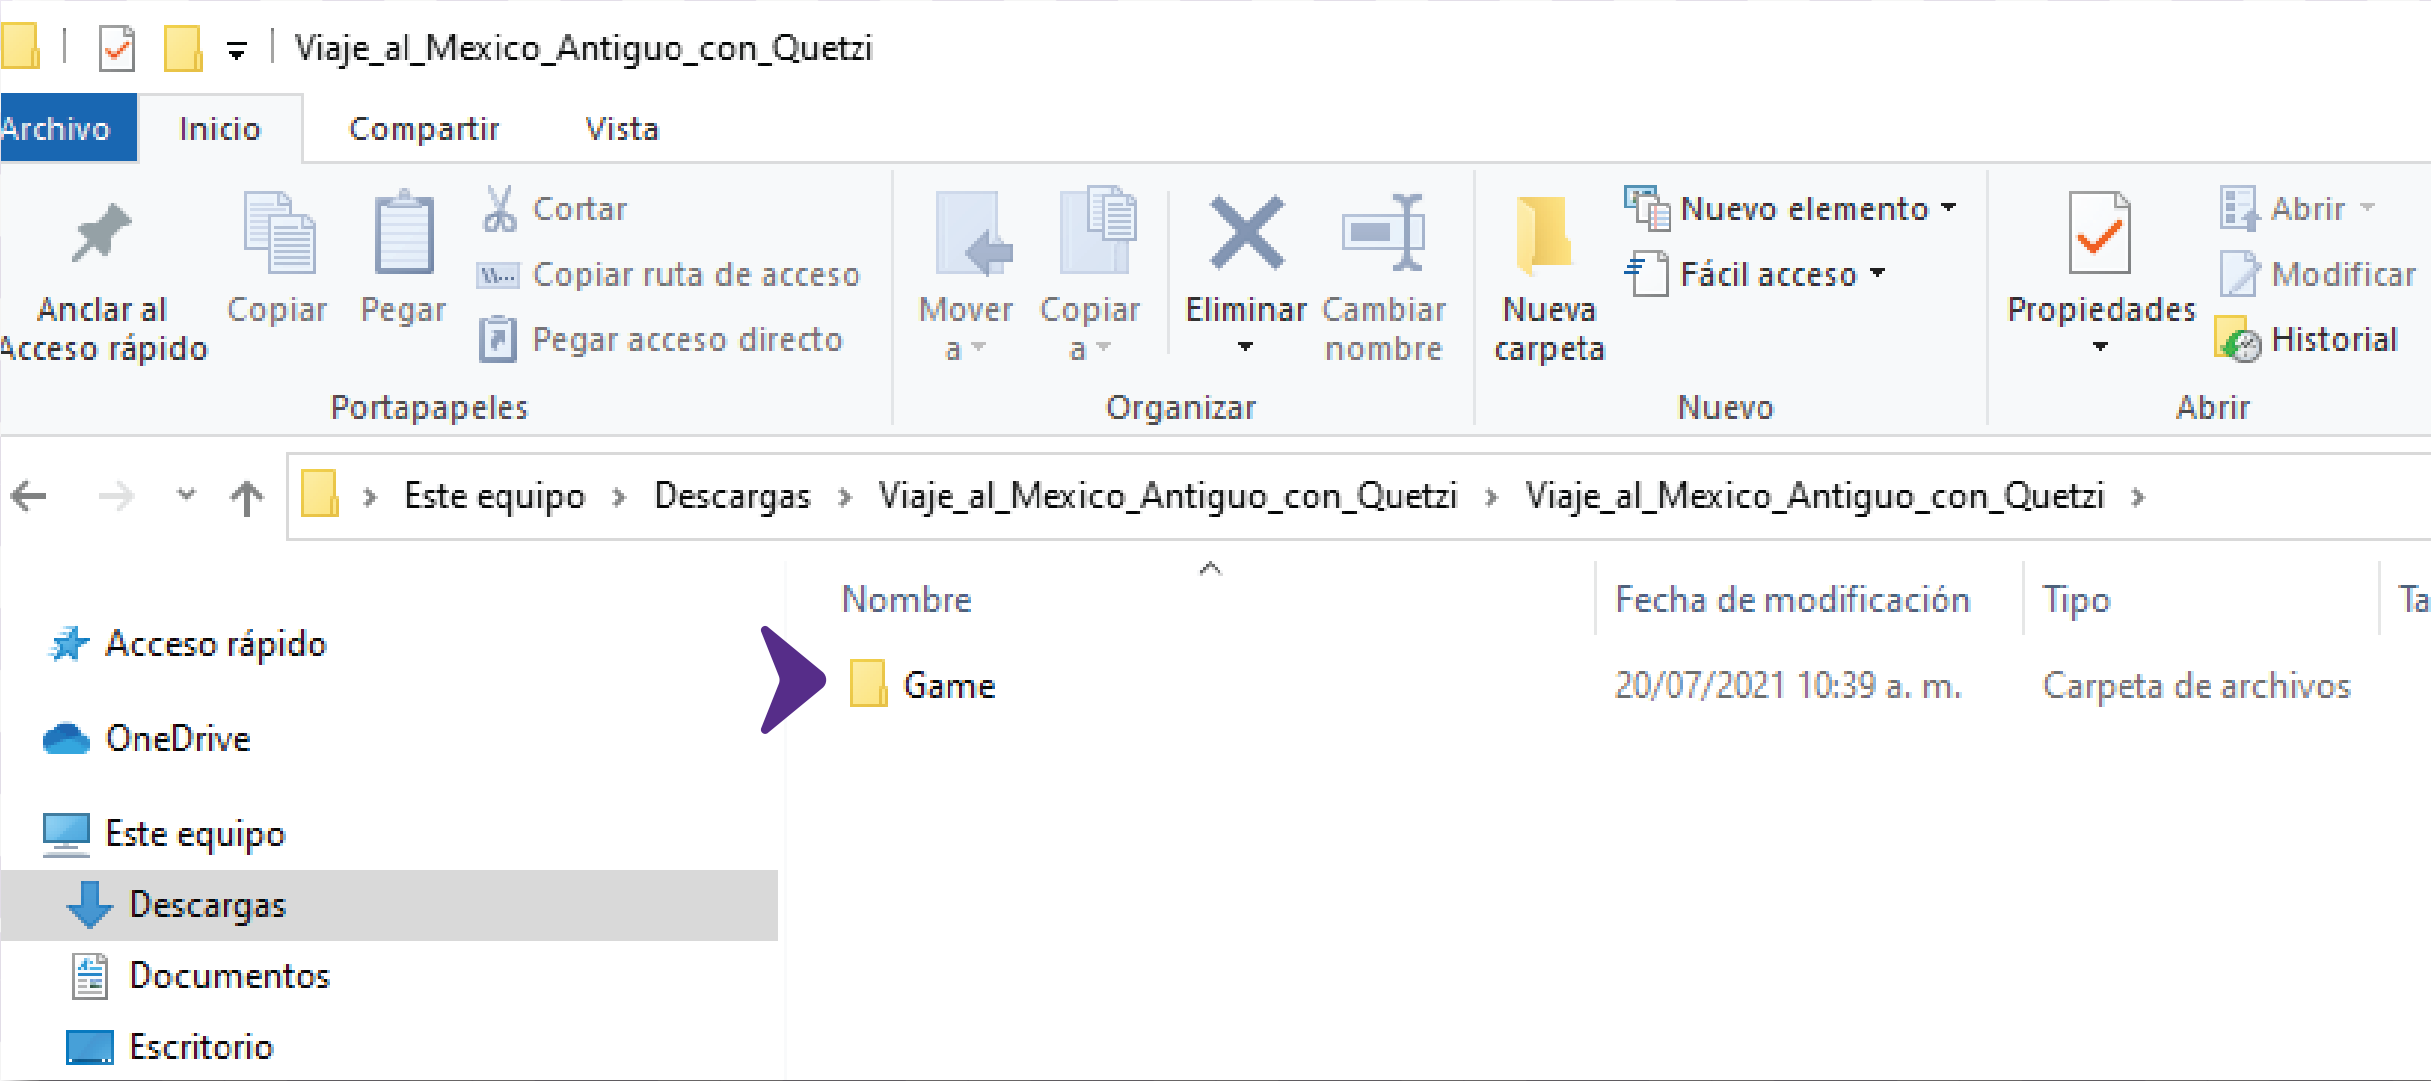 Viaje_al_Mexico_Antiguo_con_Quetzi
Archivo Inicio Compartir Vista
Anclar al
Acceso rápido
Copiar
Pegar
Cortar
Copiar ruta de acceso
Pegar acceso directo
Portapapeles
Mover
a
Copiar
a
Eliminar
Cambiar
nombre
Organizar
Nueva
carpeta
Nuevo elemento
Fácil acceso
Nuevo
Propiedades
Abrir
Modificar
Historial
Abrir
Este equipo Descargas Viaje_al_Mexico_Antiguo_con_Quetzi Viaje_al_Mexico_Antiguo_con_Quetzi
Nombre Fecha de modificación Tipo Ta
Game 20/07/2021 10:39 a. m. Carpeta de archivos
Acceso rápido
OneDrive
Este equipo
Descargas
Documentos
Escritorio